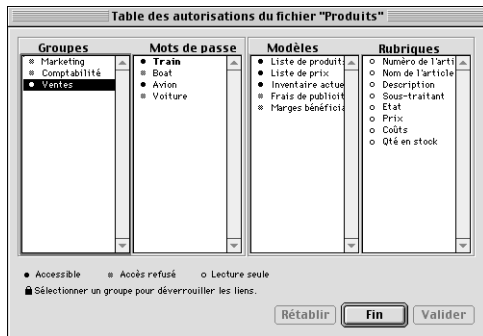 Table des autorisations du fichier "Produits"
Groupes
Marketing
Comptabilité
Ventes
Mots de passe
Train
Boat
Avion
Voiture
Modèles
Liste de produit
Liste de prix
Inventaire actue
Frais de publicit
Marges bénéficia
Rubriques
Numéro de l'arti
Nom de l'article
Description
Sous-traitant
Etat
Prix
Coûts
Qté en stock
Accessible Accès refusé Lecture seule
Sélectionner un groupe pour déverrouiller les liens.
Rétablir Fin Valider